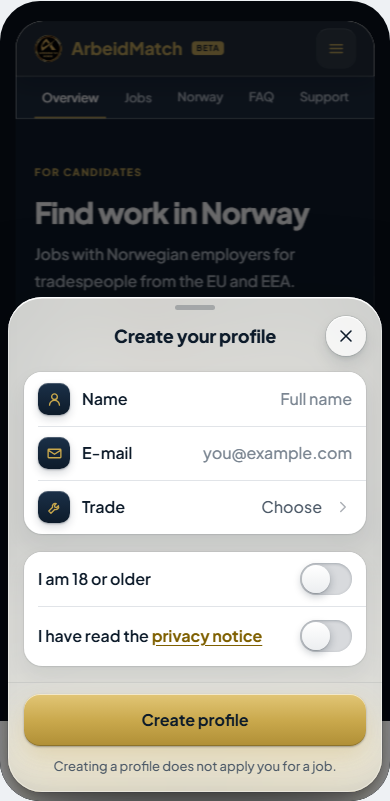 ArbeidMatch BETA
Overview Jobs Norway FAQ Support
FOR CANDIDATES
Find work in Norway
Jobs with Norwegian employers for
tradespeople from the EU and EEA.
Create your profile
Name Full name
E-mail you@example.com
Trade Choose
I am 18 or older
I have read the privacy notice
Create profile
Creating a profile does not apply you for a job.